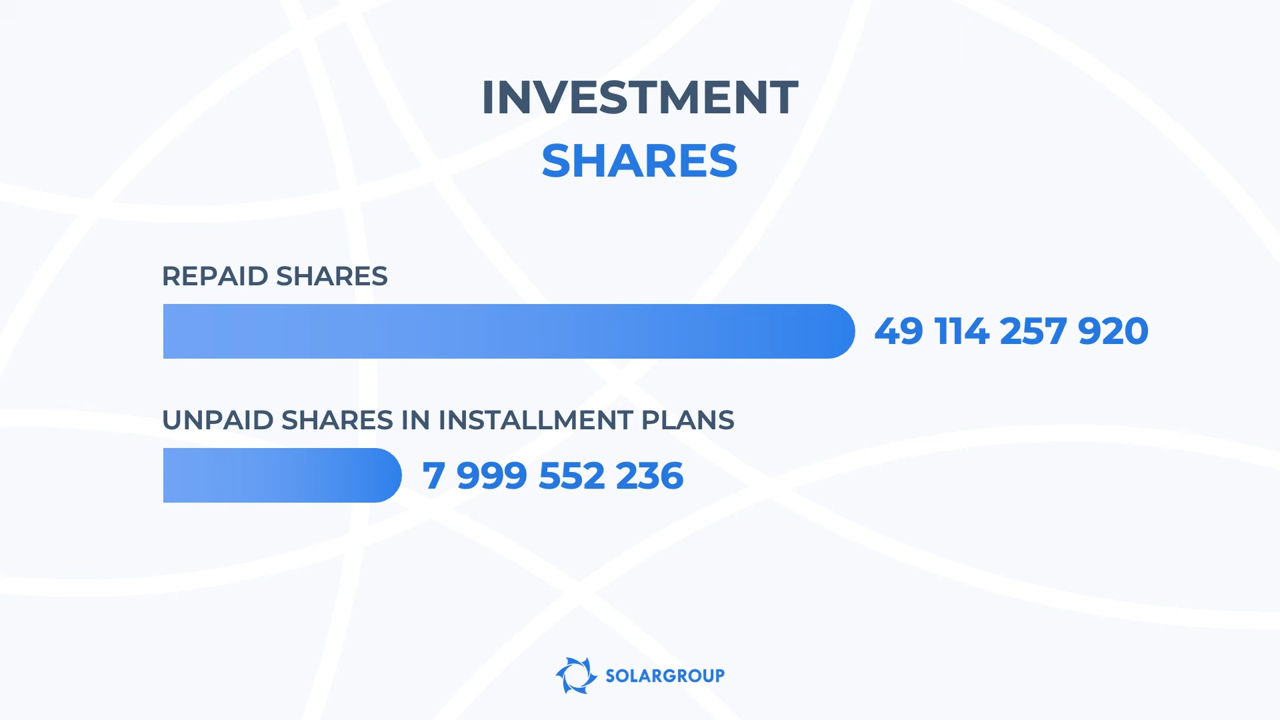 INVESTMENT
SHARES
REPAID SHARES
49 114 257 920
UNPAID SHARES IN INSTALLMENT PLANS
7 999 552 236
SOLARGROUP